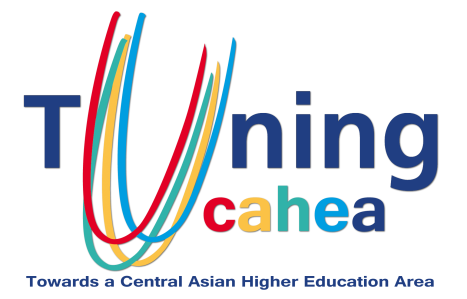 Tuning
cahea
Towards a Central Asian Higher Education Area